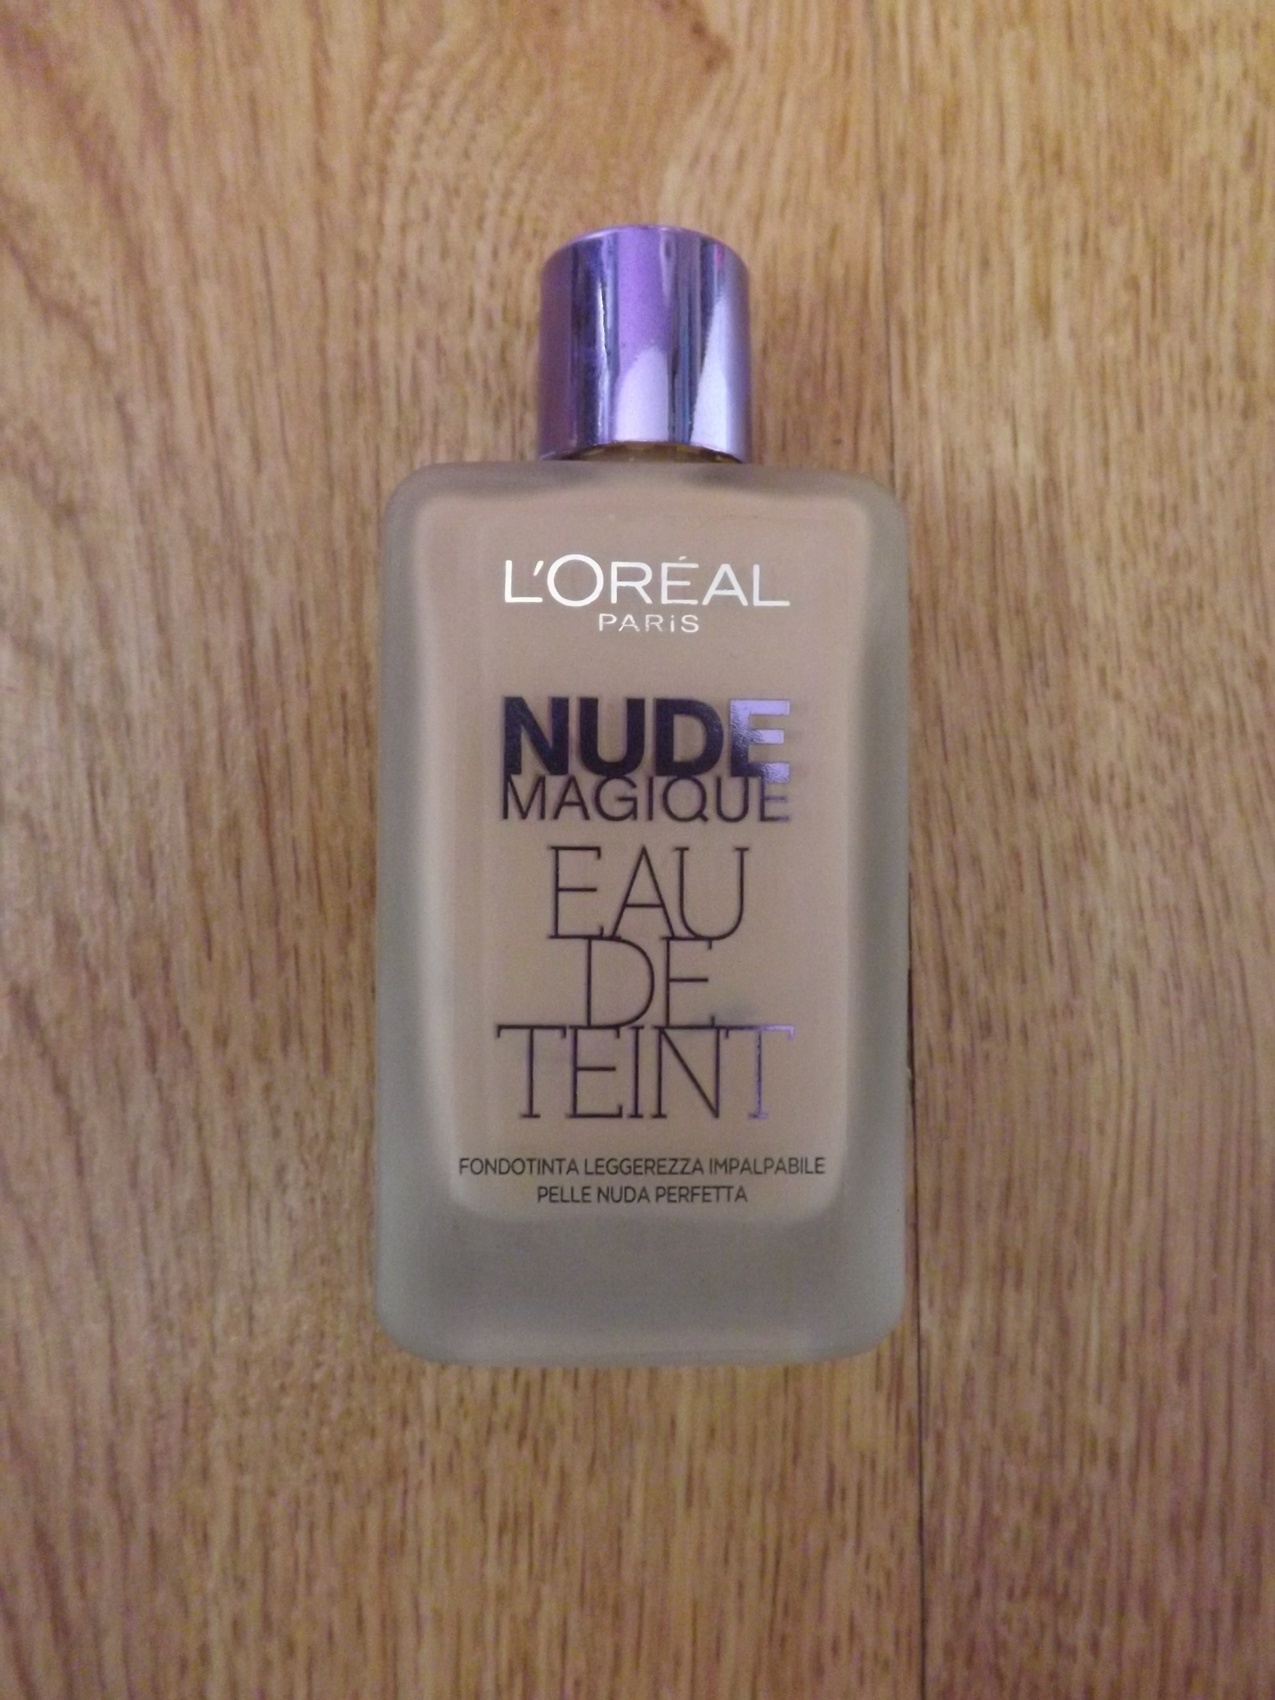 L'ORÉAL
PARiS
NUDE
MAGIQUE
EAU
DE
TEINT
FONDOTINTA LEGGEREZZA IMPALPABILE
PELLE NUDA PERFETTA